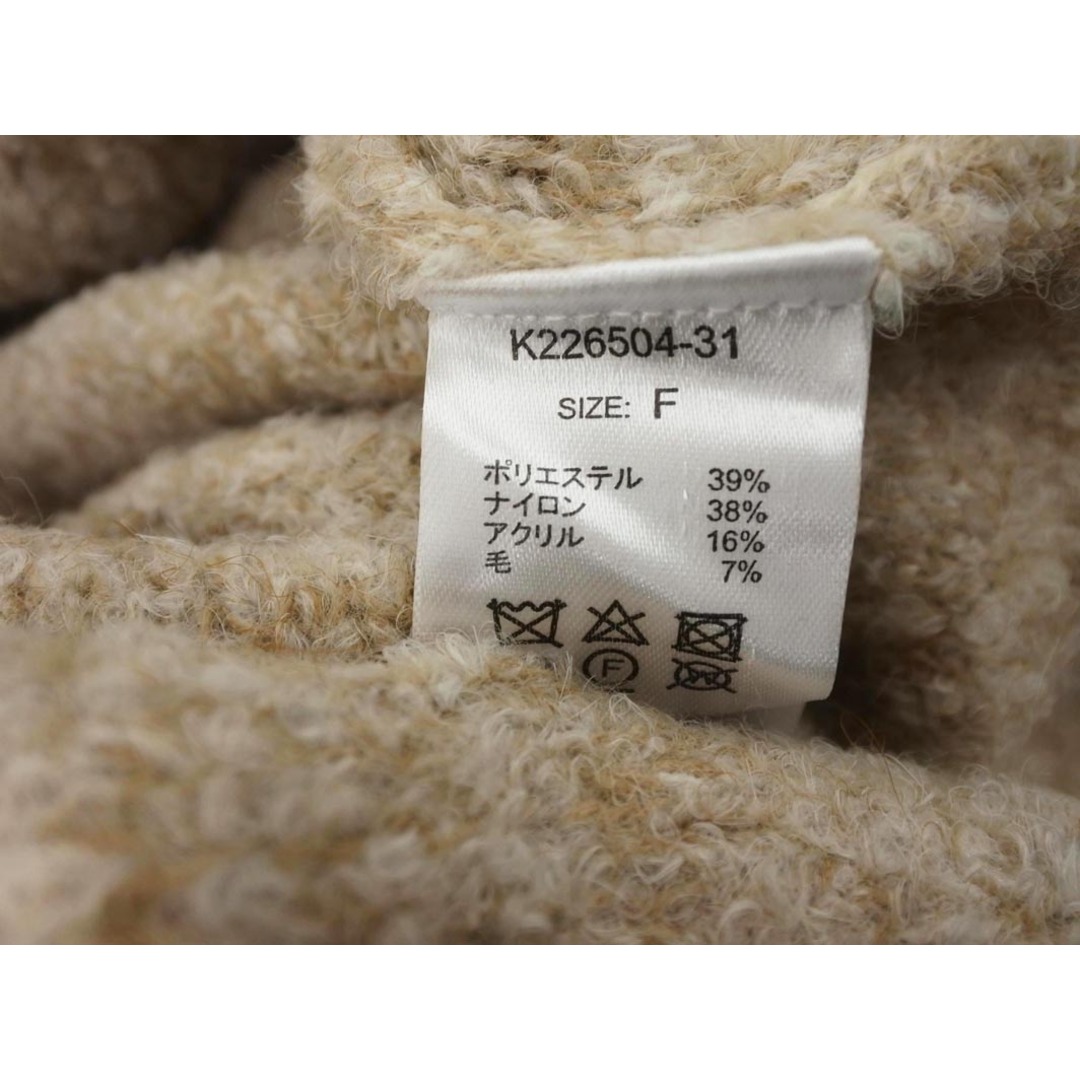 K226504-31
SIZE: F
ポリエステル 39%
ナイロン 38%
アクリル 16%
毛 7%
F
W